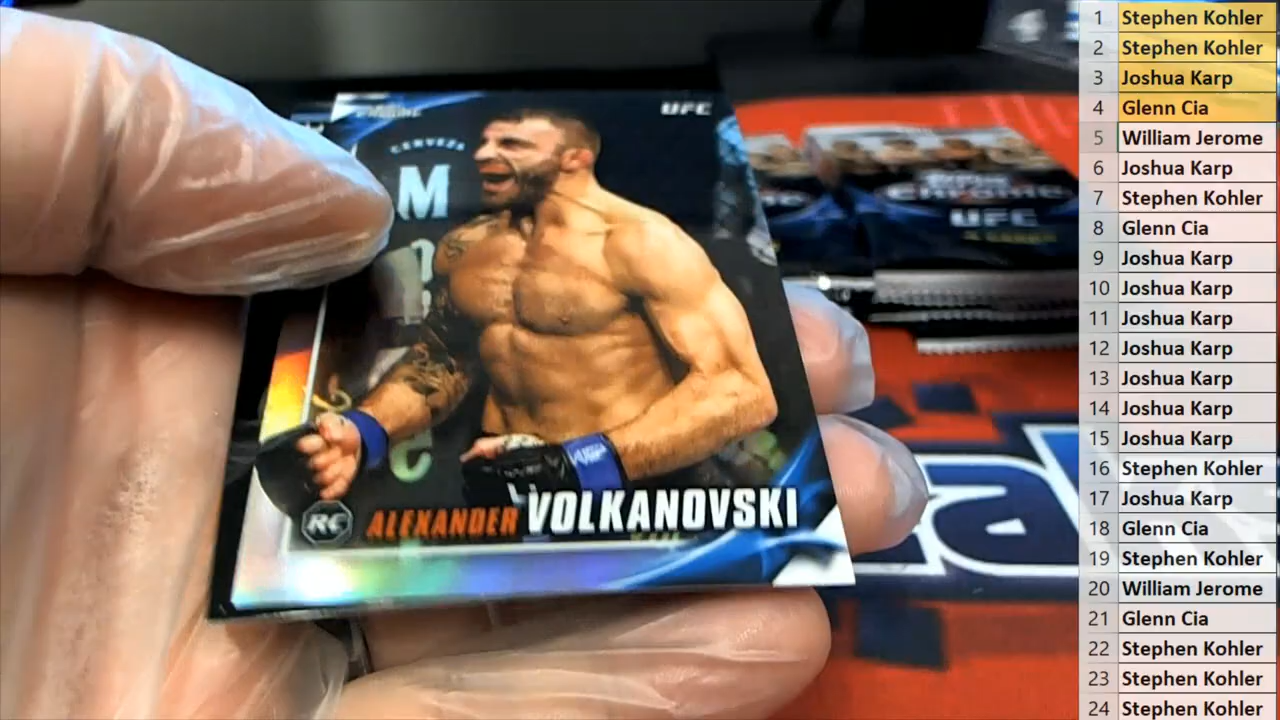 UFC
CERVEZA
M
RC ALEXANDER VOLKANOVSKI
CHROME
UFC
1 Stephen Kohler
2 Stephen Kohler
3 Joshua Karp
4 Glenn Cia
5 William Jerome
6 Joshua Karp
7 Stephen Kohler
8 Glenn Cia
9 Joshua Karp
10 Joshua Karp
11 Joshua Karp
12 Joshua Karp
13 Joshua Karp
14 Joshua Karp
15 Joshua Karp
16 Stephen Kohler
17 Joshua Karp
18 Glenn Cia
19 Stephen Kohler
20 William Jerome
21 Glenn Cia
22 Stephen Kohler
23 Stephen Kohler
24 Stephen Kohler